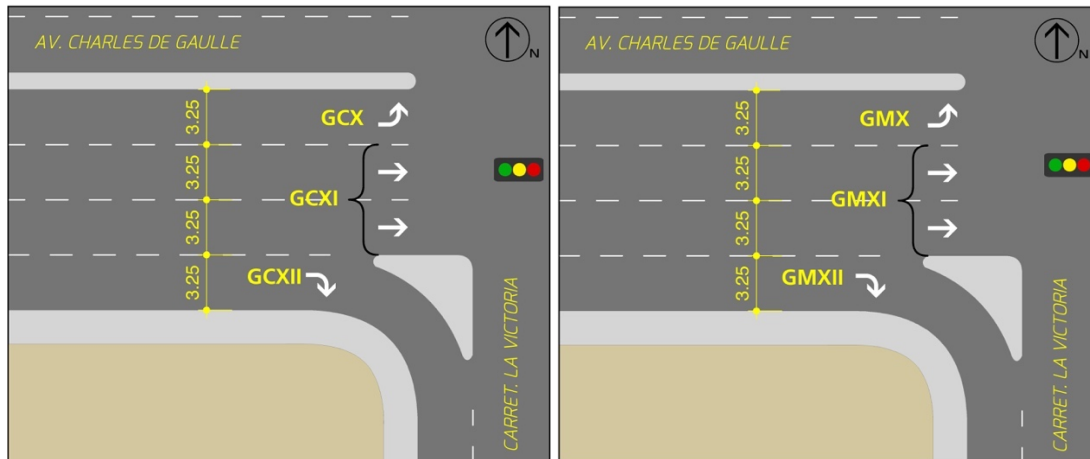 AV. CHARLES DE GAULLE
N
3.25
GCX
3.25
GCXI
3.25
3.25
GCXII
CARRET. LA VICTORIA
AV. CHARLES DE GAULLE
N
3.25
GMX
3.25
GMXI
3.25
3.25
GMXII
CARRET. LA VICTORIA